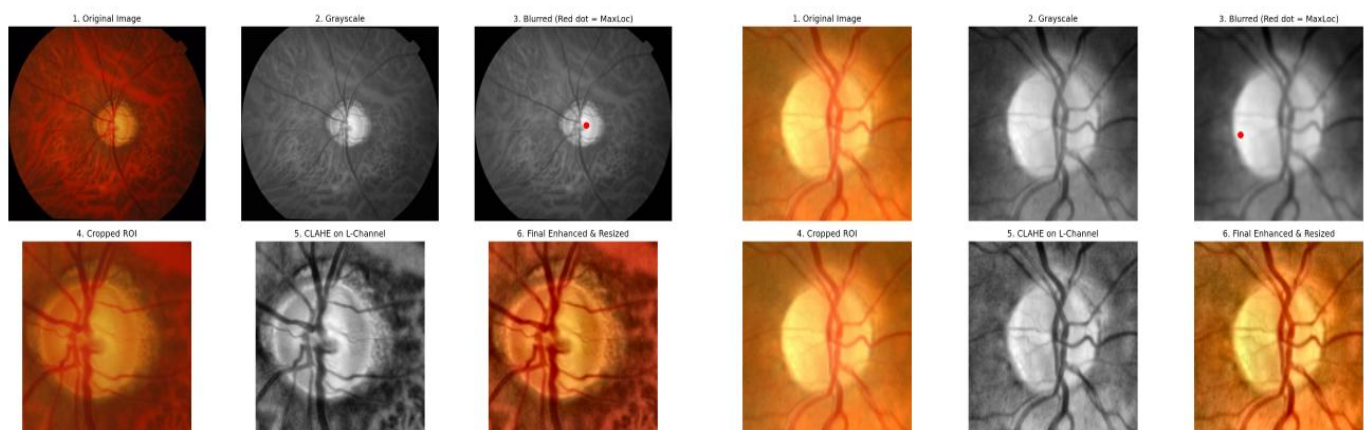 1. Original Image
2. Grayscale
3. Blurred (Red dot = MaxLoc)
4. Cropped ROI
5. CLAHE on L-Channel
6. Final Enhanced & Resized
1. Original Image
2. Grayscale
3. Blurred (Red dot = MaxLoc)
4. Cropped ROI
5. CLAHE on L-Channel
6. Final Enhanced & Resized